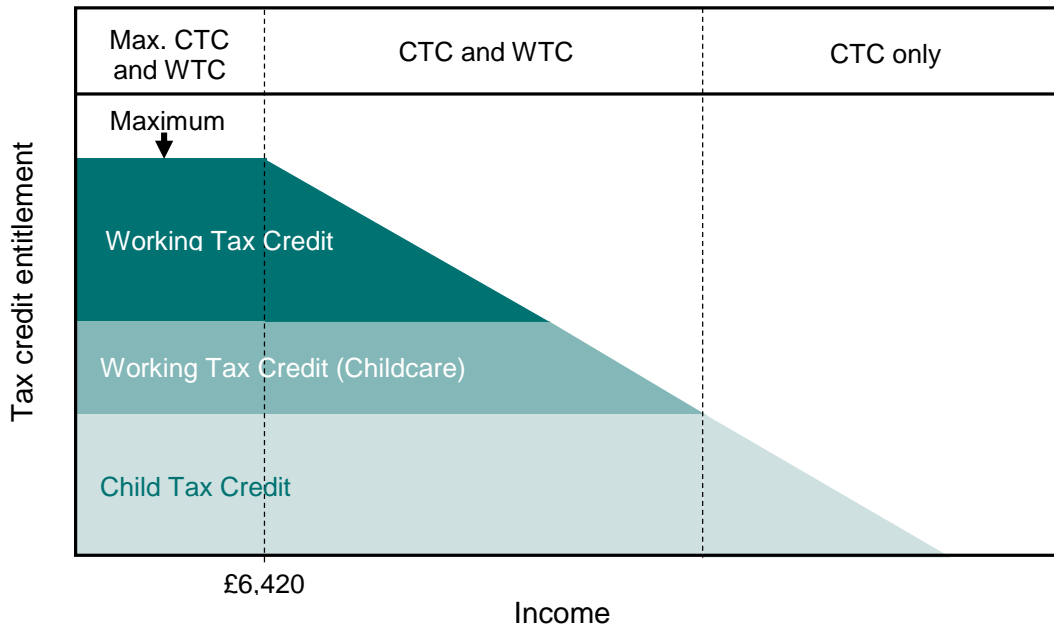 Max. CTC
and WTC
CTC and WTC
CTC only
Maximum
Tax credit entitlement
Working Tax Credit
Working Tax Credit (Childcare)
Child Tax Credit
£6,420
Income